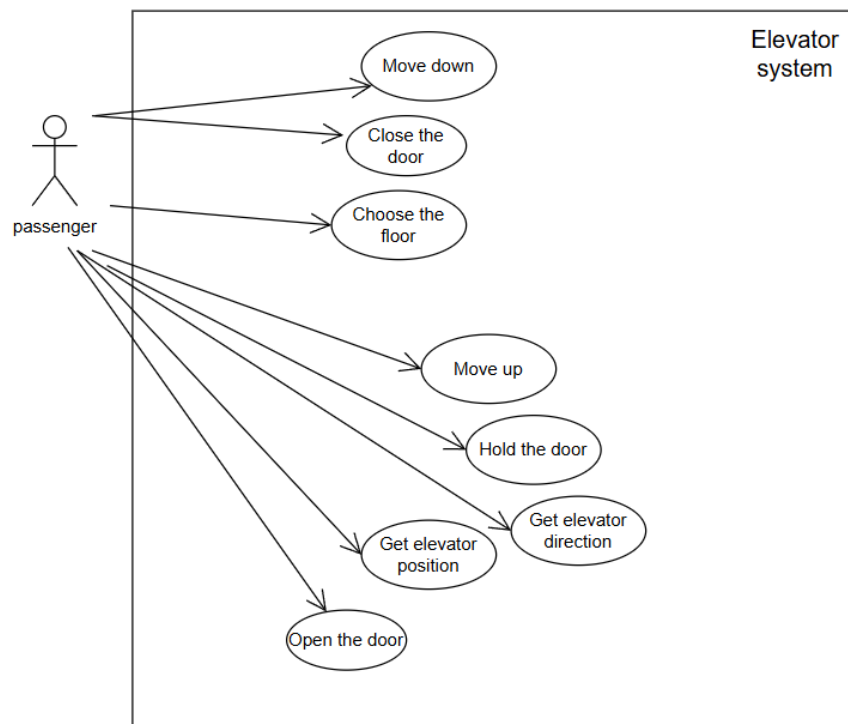 Elevator
system
Move down
Close the
door
passenger
Choose the
floor
Move up
Hold the door
Get elevator
direction
Get elevator
position
Open the door